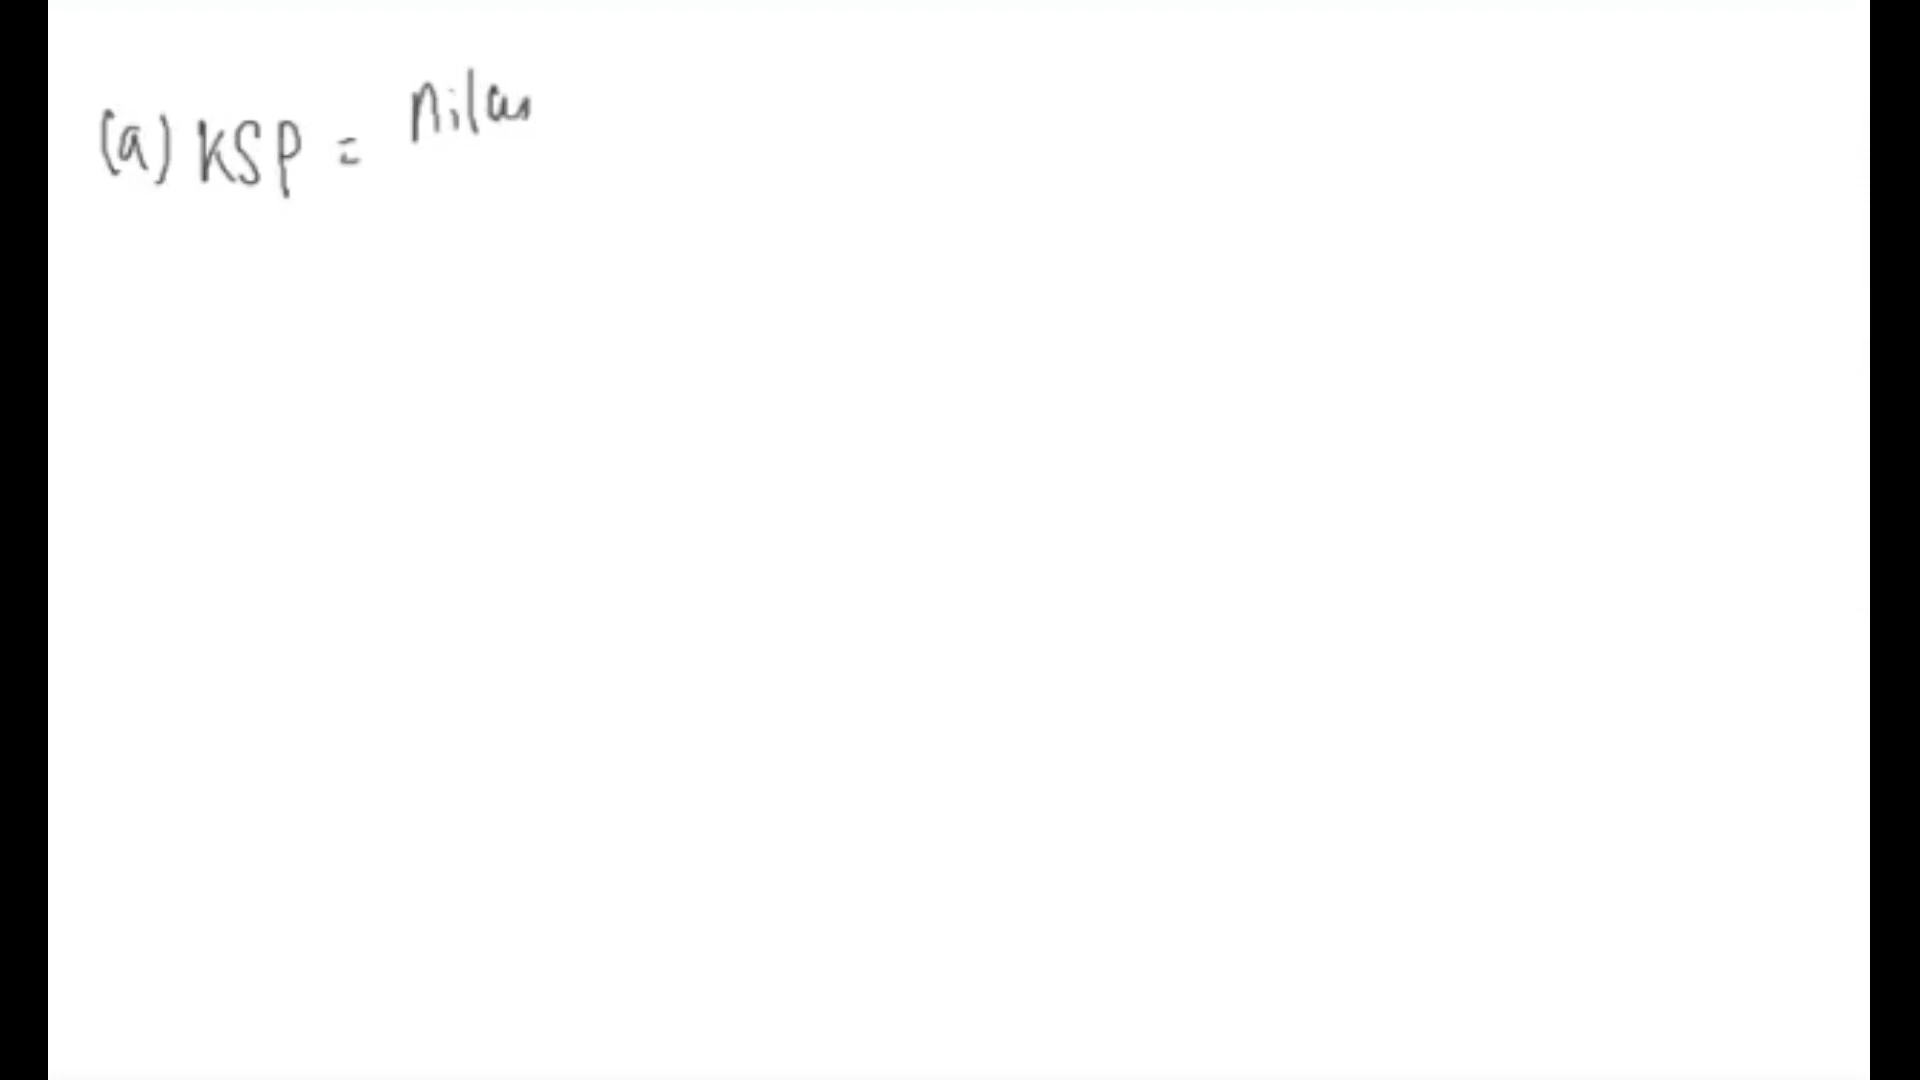 (a) KSP = nilai